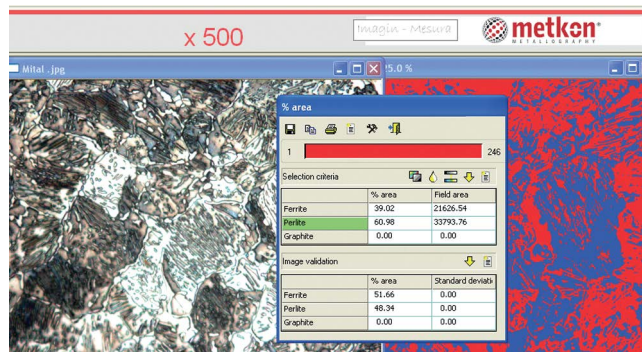 x 500
Imagin - Mesura
metkon
METALLOGRAPHY
Mital .jpg
25.0 %
% area
1
246
Selection criteria
% area Field area
Ferrite 39.02 21626.54
Perlite 60.98 33793.76
Graphite 0.00 0.00
Image validation
% area Standard deviati
Ferrite 51.66 0.00
Perlite 48.34 0.00
Graphite 0.00 0.00